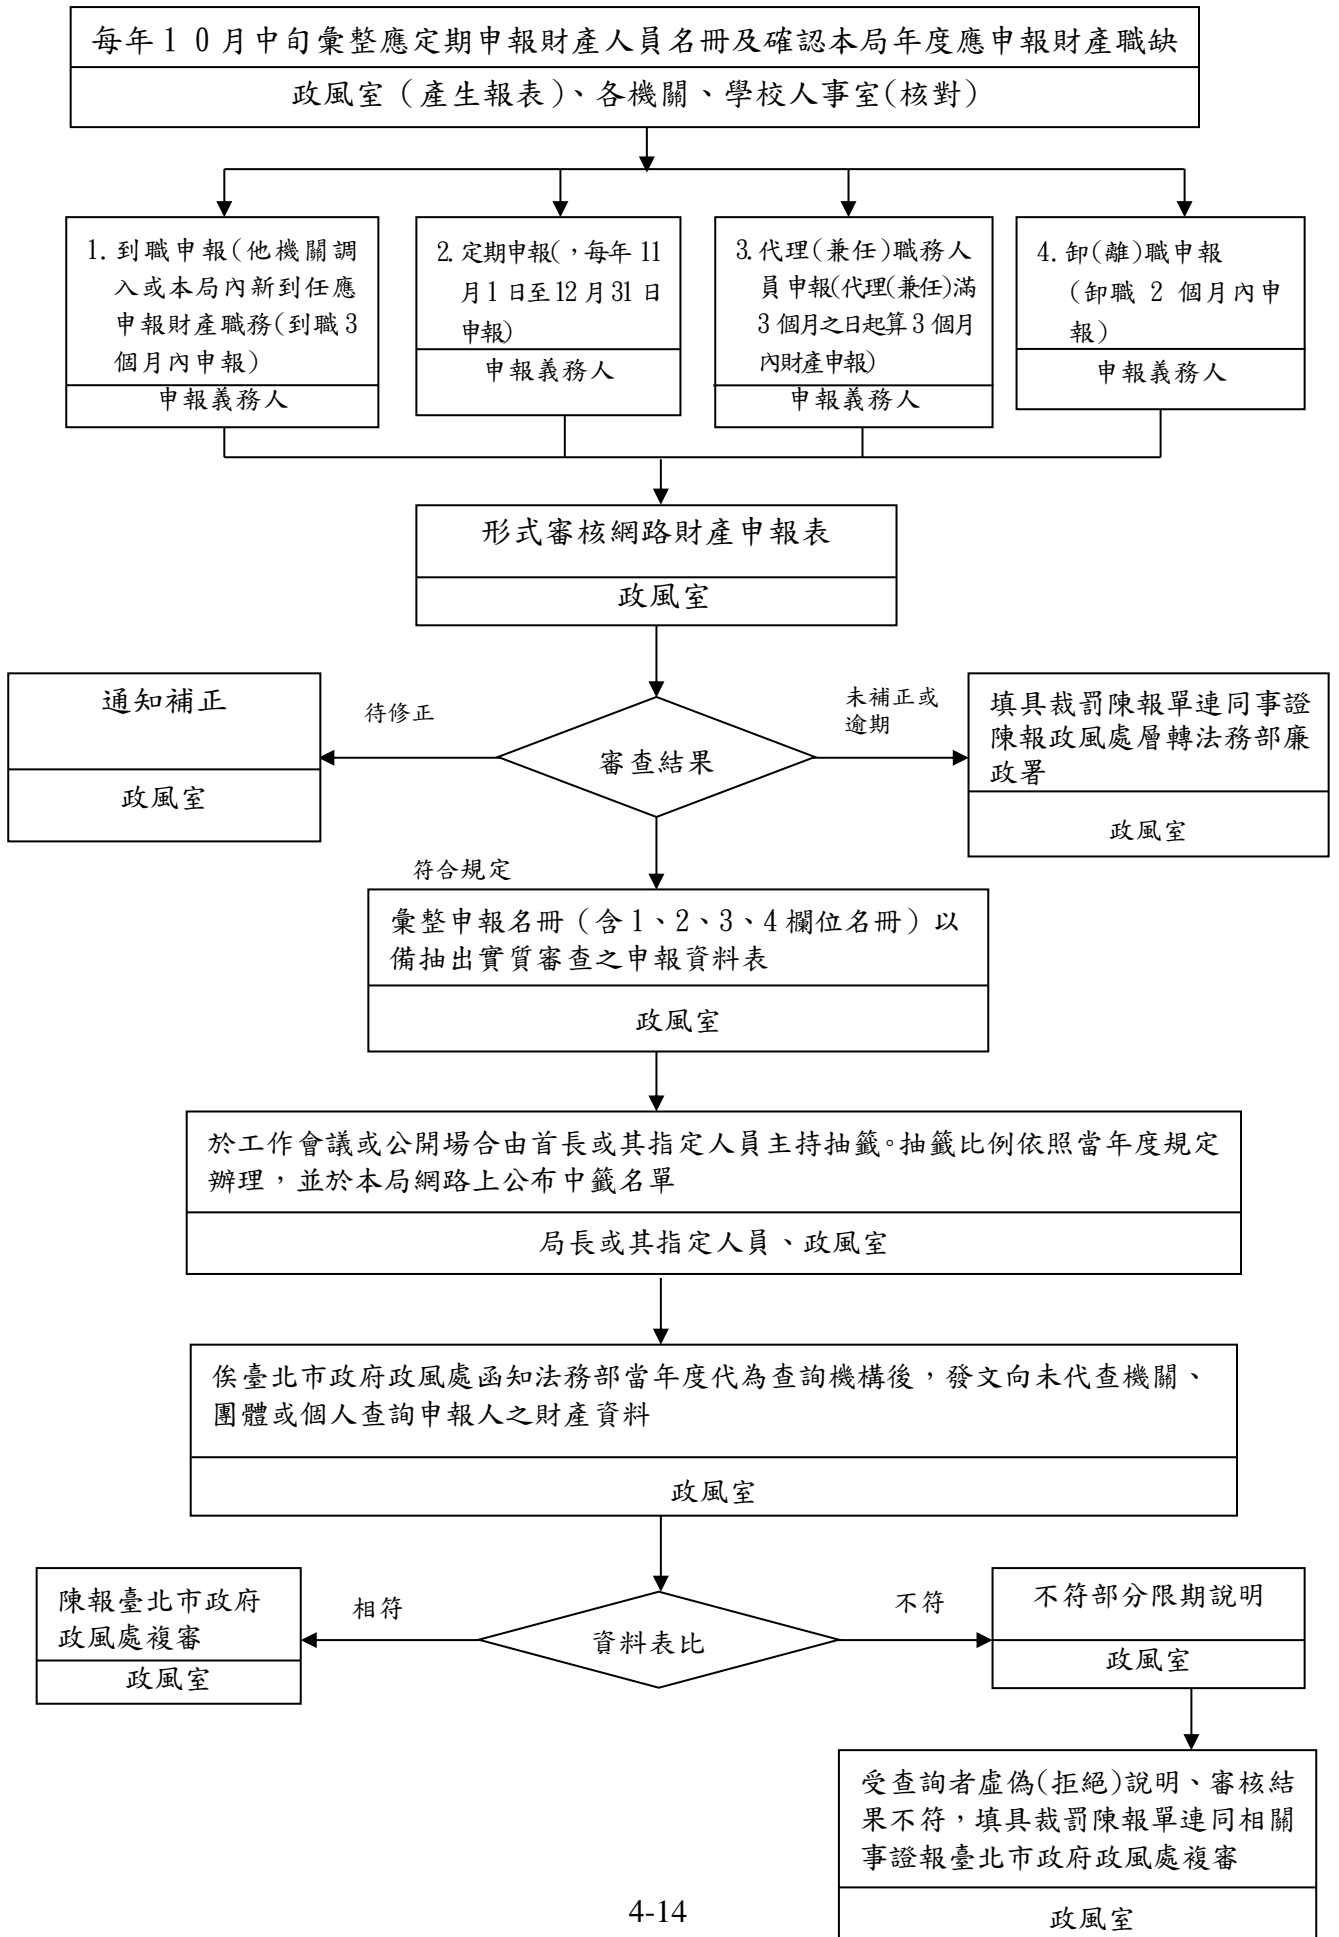 每年10月中旬彙整應定期申報財產人員名冊及確認本局年度應申報財產職缺
政風室（產生報表）、各機關、學校人事室(核對)
1. 到職申報(他機關調
入或本局內新到任應
申報財產職務(到職3
個月內申報)
申報義務人
2. 定期申報(，每年 11
月1日至12月31日
申報)
申報義務人
3. 代理(兼任)職務人
員申報(代理(兼任)滿
3個月之日起算3個月
內財產申報)
申報義務人
4. 卸(離)職申報
(卸職 2 個月內申
報)
申報義務人
形式審核網路財產申報表
政風室
通知補正
政風室
待修正
審查結果
未補正或
逾期
填具裁罰陳報單連同事證
陳報政風處層轉法務部廉
政署
政風室
符合規定
彙整申報名冊（含1、2、3、4欄位名冊）以
備抽出實質審查之申報資料表
政風室
於工作會議或公開場合由首長或其指定人員主持抽籤。抽籤比例依照當年度規定
辦理，並於本局網路上公布中籤名單
局長或其指定人員、政風室
俟臺北市政府政風處函知法務部當年度代為查詢機構後，發文向未代查機關、
團體或個人查詢申報人之財產資料
政風室
陳報臺北市政府
政風處複審
政風室
相符
資料表比
不符
不符部分限期說明
政風室
受查詢者虛偽(拒絕)說明、審核結
果不符，填具裁罰陳報單連同相關
事證報臺北市政府政風處複審
政風室
4-14